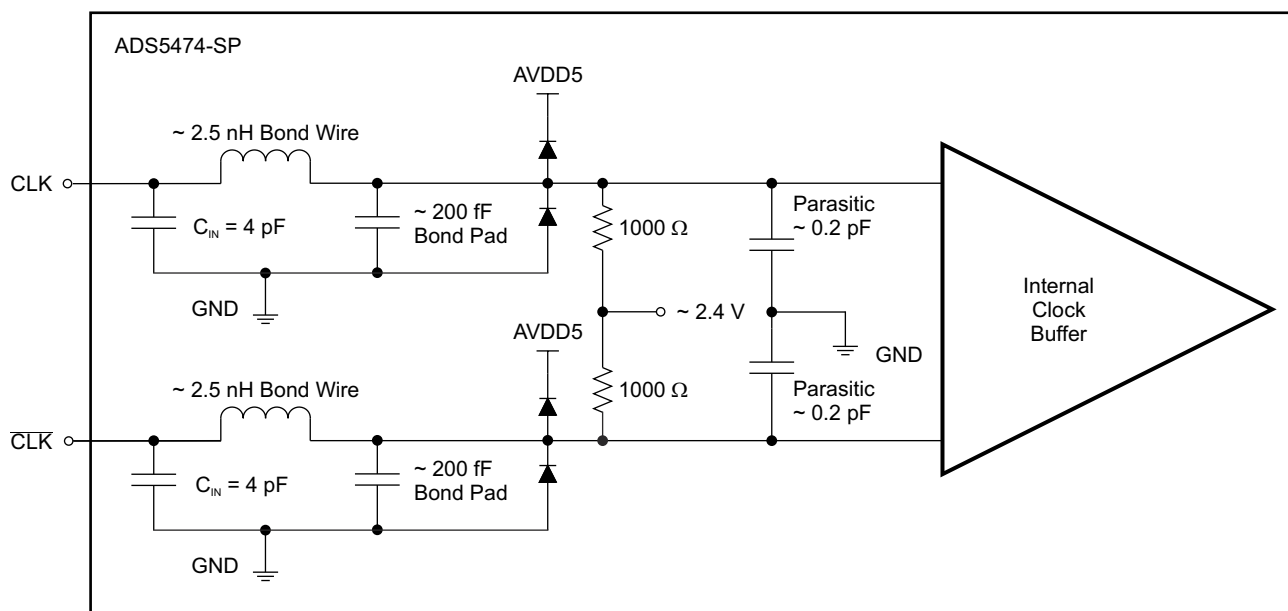 ADS5474-SP
AVDD5
~ 2.5 nH Bond Wire
CLK
C_IN = 4 pF
~ 200 fF
Bond Pad
1000 Ω
Parasitic
~ 0.2 pF
GND
~ 2.4 V
Internal
Clock
Buffer
AVDD5
GND
~ 2.5 nH Bond Wire
1000 Ω
Parasitic
~ 0.2 pF
C̅L̅K̅
C_IN = 4 pF
~ 200 fF
Bond Pad
GND